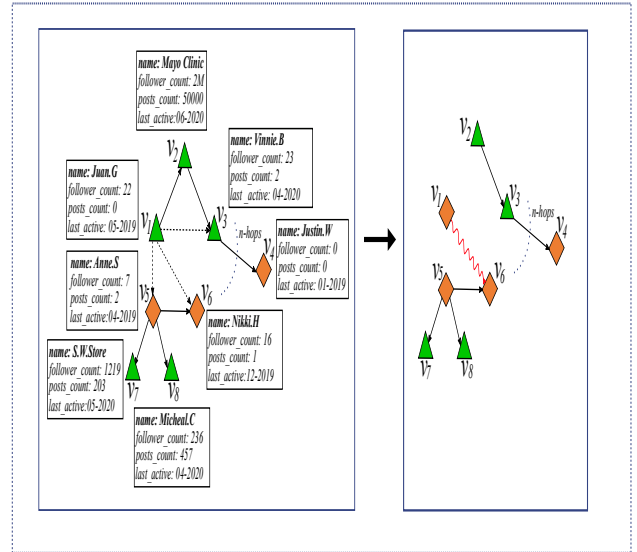 name: Mayo Clinic
follower_count: 2M
posts_count: 50000
last_active:06-2020
v2
name: Vinnie.B
follower_count: 23
posts_count: 2
last_active: 04-2020
name: Juan.G
follower_count: 22
posts_count: 0
last_active: 05-2019
v1
v3
n-hops
v4
name: Justin.W
follower_count: 0
posts_count: 0
last_active: 01-2019
name: Anne.S
follower_count: 7
posts_count: 2
last_active:04-2019
v5
v6
name: Nikki.H
follower_count: 16
posts_count: 1
last_active:12-2019
name: S.W.Store
follower_count: 1219
posts_count: 203
last_active:05-2020
v7
v8
name: Micheal.C
follower_count: 236
posts_count: 457
last_active: 04-2020
v2
v1
v3
n-hops
v4
v5
v6
v7
v8